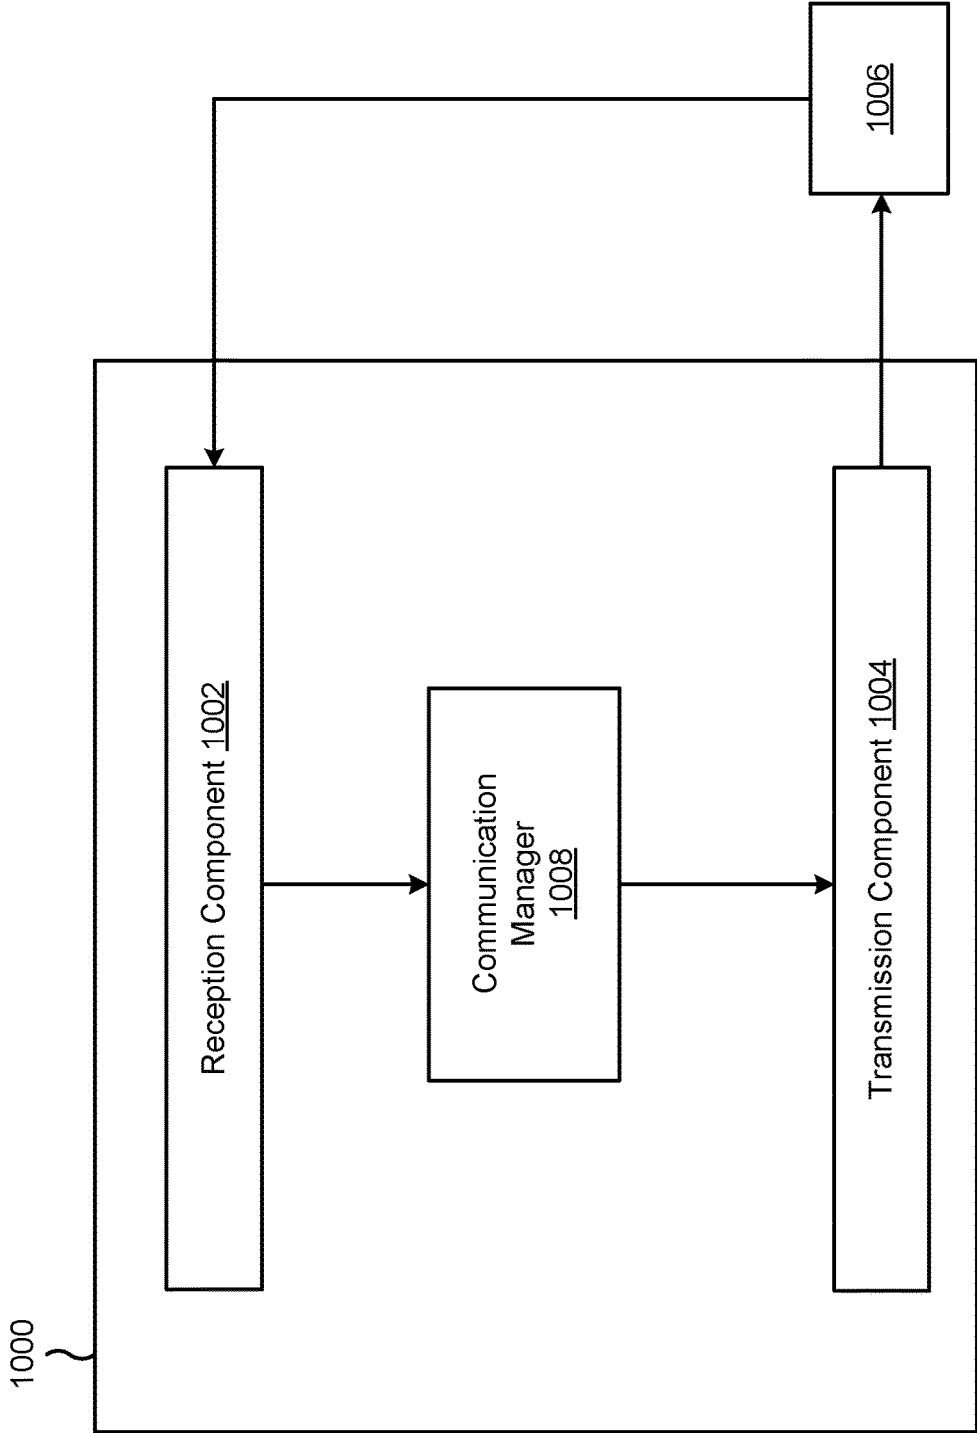 1000
Reception Component 1002
Communication
Manager
1008
Transmission Component 1004
1006